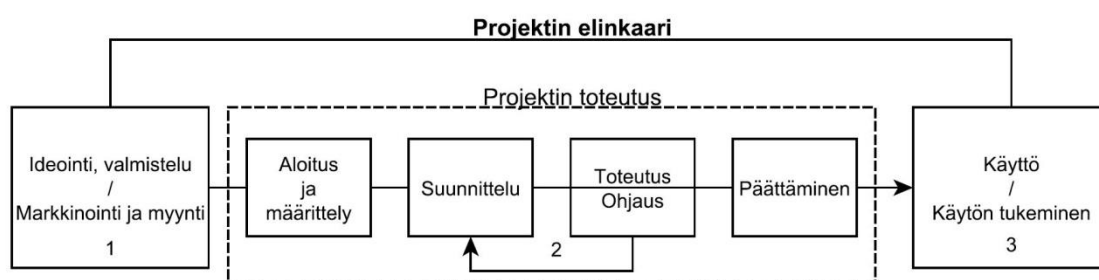 Projektin elinkaari
Projektin toteutus
Ideointi, valmistelu
/
Markkinointi ja myynti
1
Aloitus
ja
määrittely
Suunnittelu
Toteutus
Ohjaus
2
Päättäminen
Käyttö
/
Käytön tukeminen
3